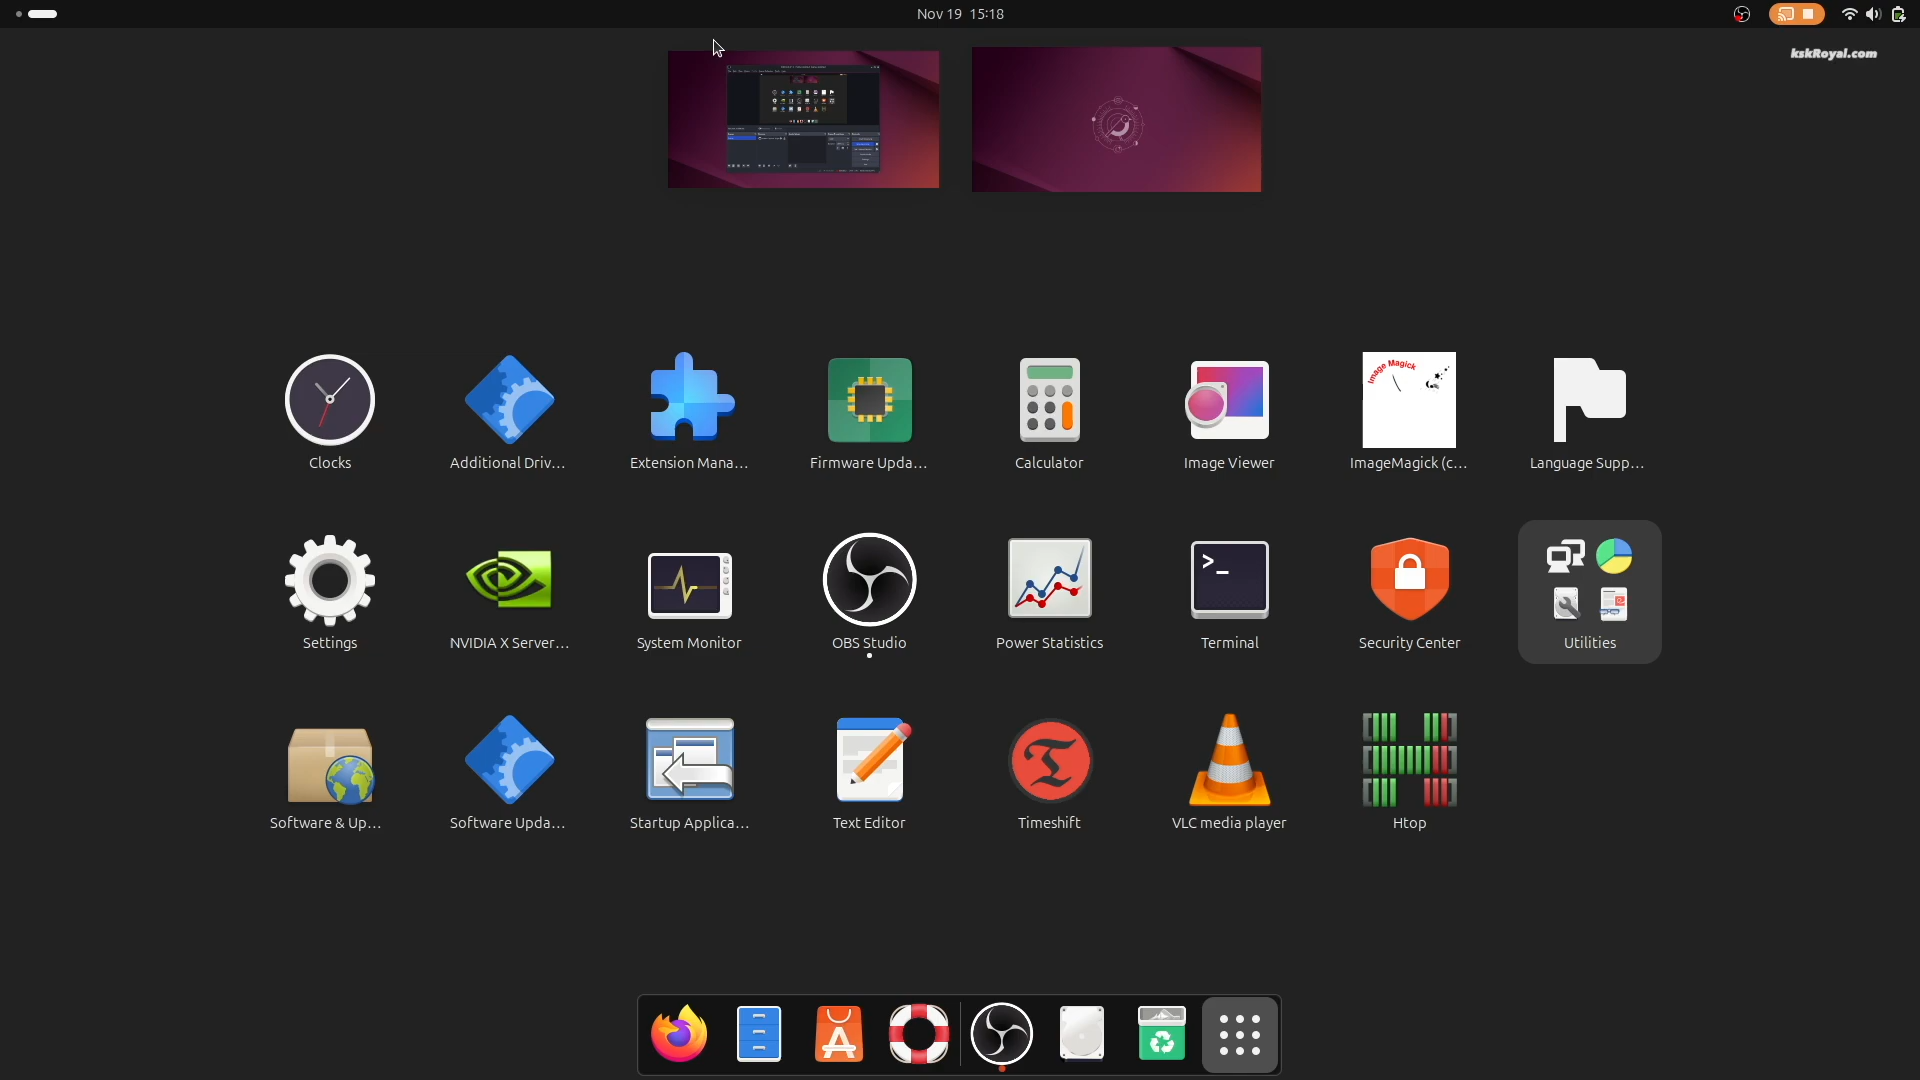 Nov 19 15:18
kskRoyal.com
Image Magick
Clocks
Additional Driv...
Extension Mana...
Firmware Upda...
Calculator
Image Viewer
ImageMagick (c...
Language Supp...
>_
Settings
NVIDIA X Server...
System Monitor
OBS Studio
Power Statistics
Terminal
Security Center
Utilities
Software & Up...
Software Upda...
Startup Applica...
Text Editor
Timeshift
VLC media player
Htop